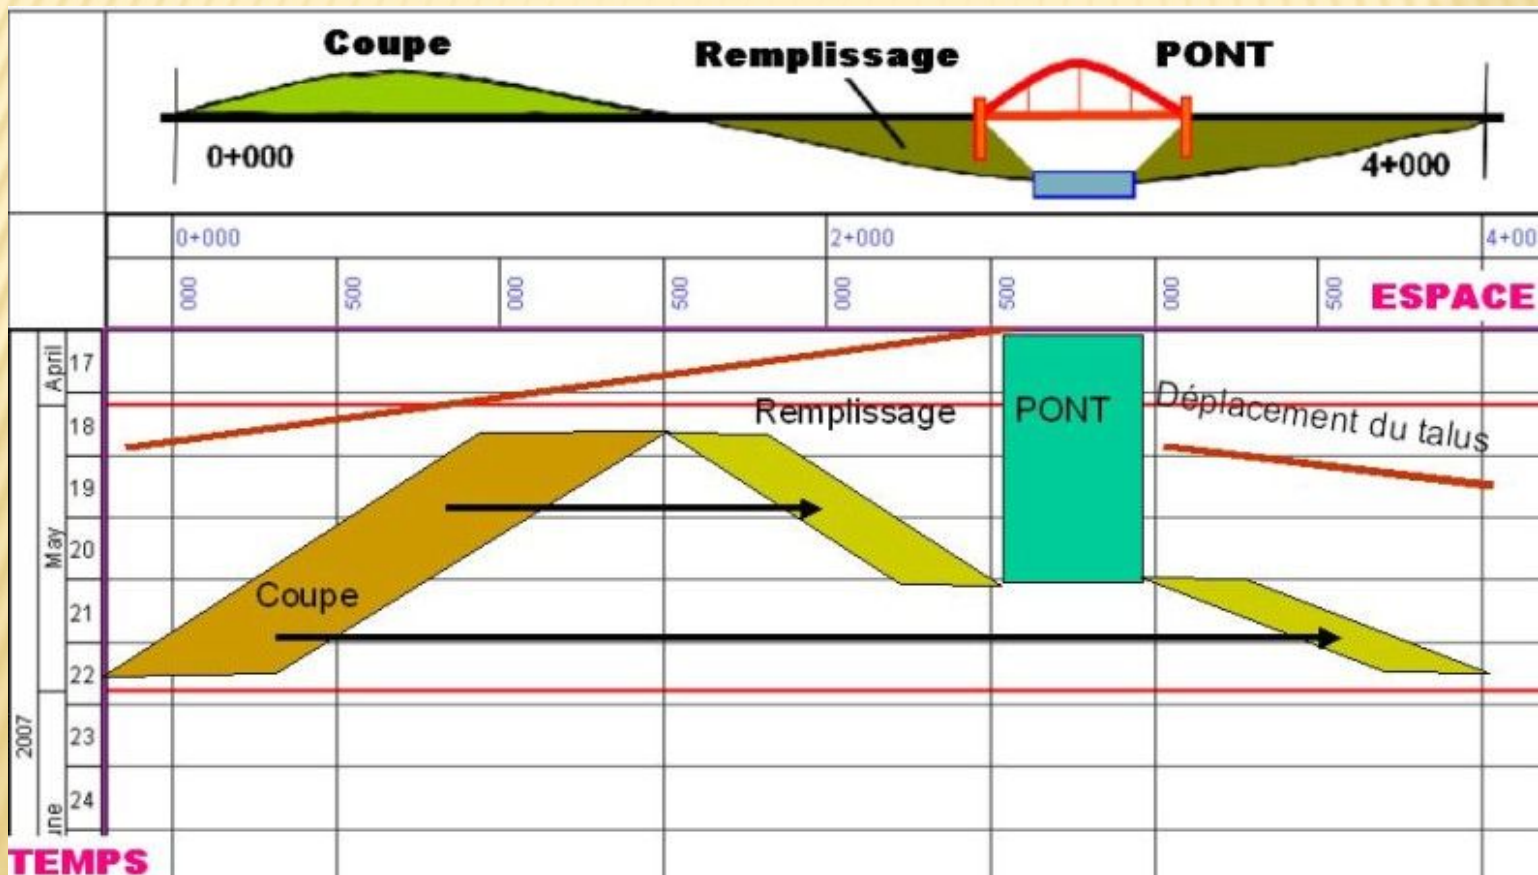 Coupe
Remplissage
PONT
0+000
4+000
0+000 2+000 4+00
000 500 000 500 000 500 000 500
ESPACE
April
17
18
Remplissage
PONT
Déplacement du talus
19
May
20
Coupe
21
22
2007
23
24
une
TEMPS